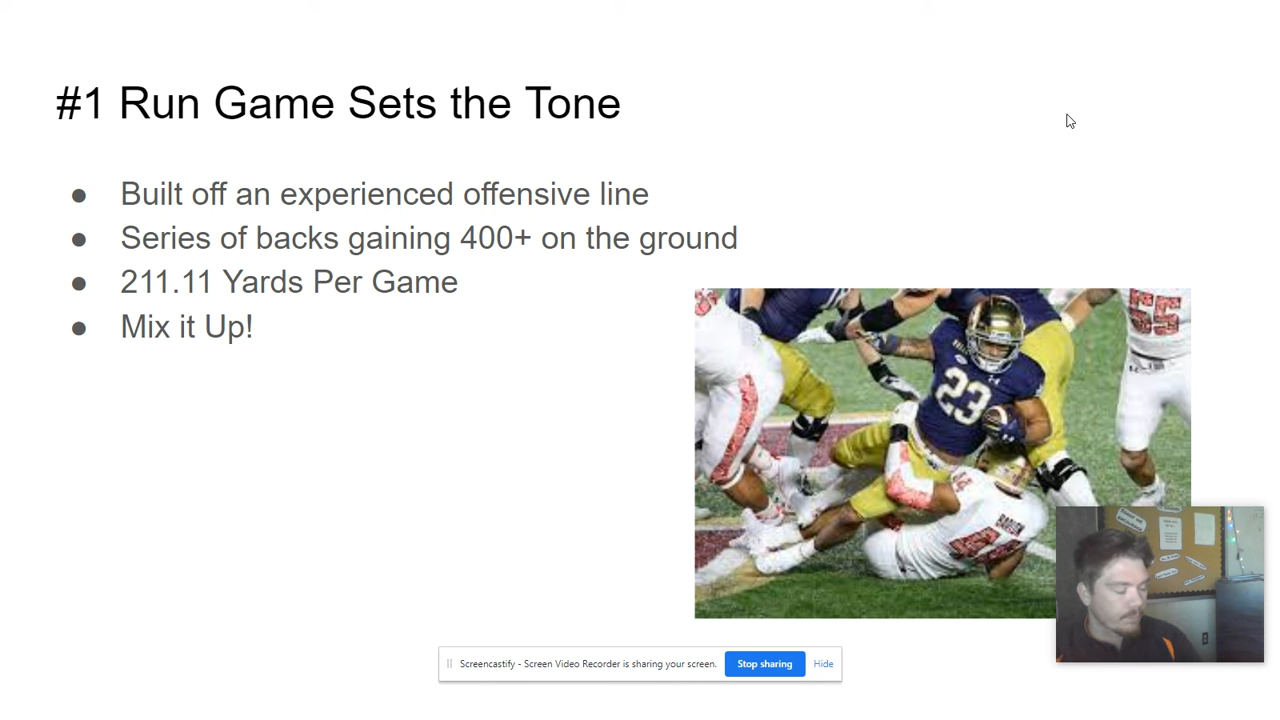 #1 Run Game Sets the Tone
● Built off an experienced offensive line
● Series of backs gaining 400+ on the ground
● 211.11 Yards Per Game
● Mix it Up!
55
23
Screencastify - Screen Video Recorder is sharing your screen. Stop sharing Hide